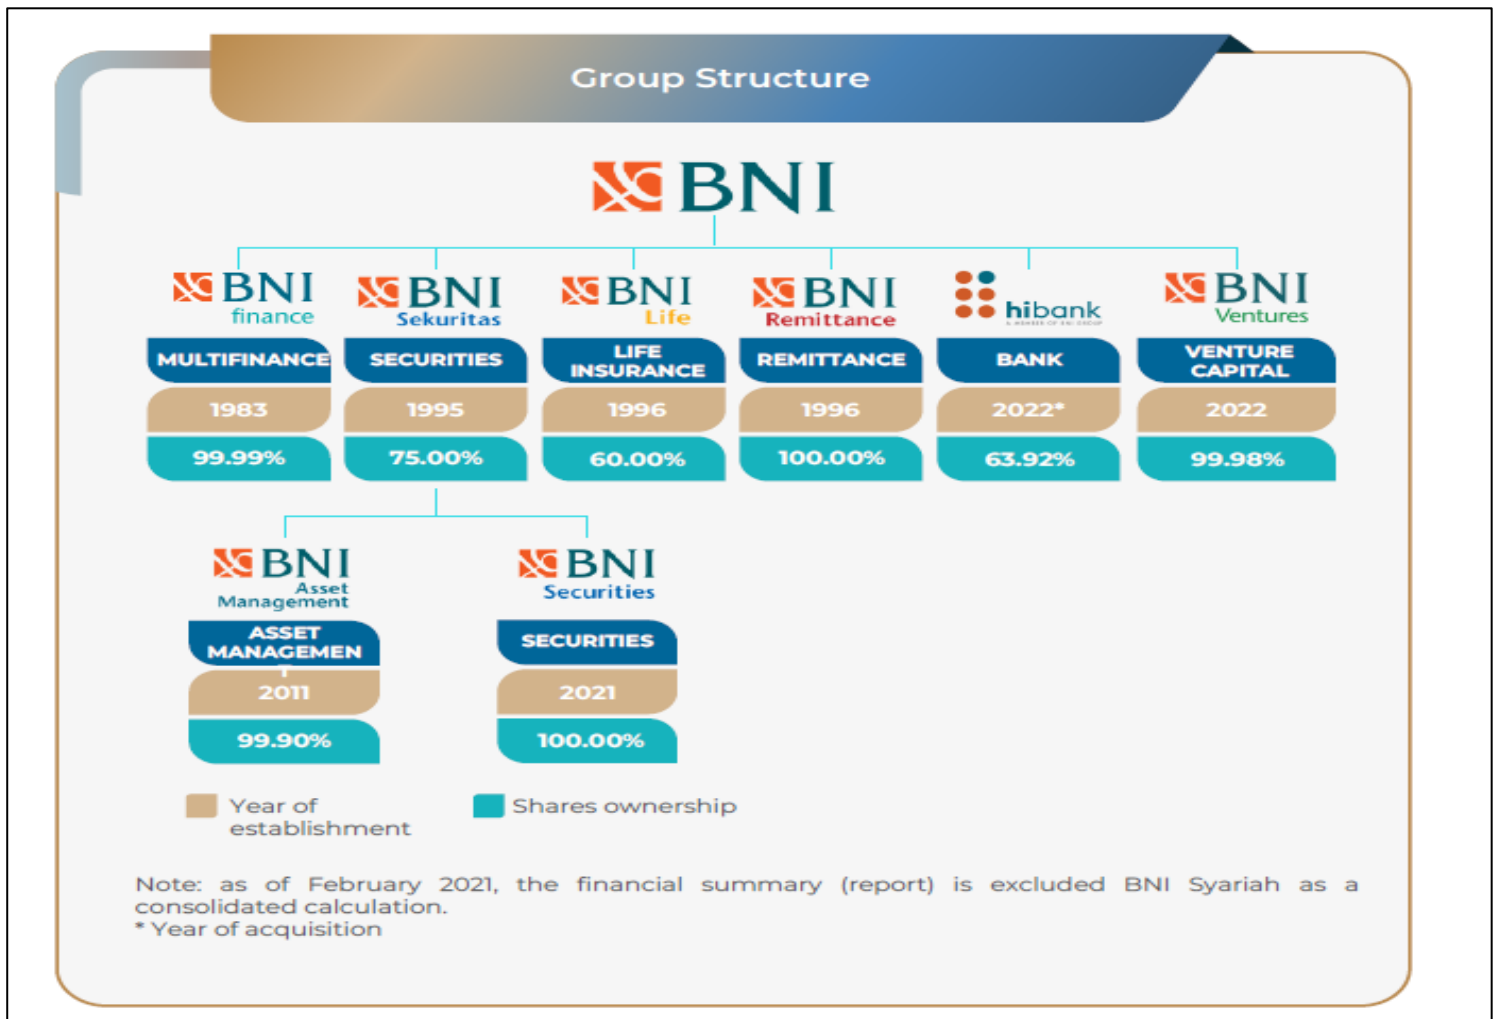 Group Structure
BNI
BNI
finance
BNI
Sekuritas
BNI
Life
BNI
Remittance
hibank
A MEMBER OF BNI GROUP
BNI
Ventures
MULTIFINANCE
SECURITIES
LIFE
INSURANCE
REMITTANCE
BANK
VENTURE
CAPITAL
1983
1995
1996
1996
2022*
2022
99.99%
75.00%
60.00%
100.00%
63.92%
99.98%
BNI
Asset
Management
BNI
Securities
ASSET
MANAGEMEN
T
SECURITIES
2011
2021
99.90%
100.00%
Year of
establishment
Shares ownership
Note: as of February 2021, the financial summary (report) is excluded BNI Syariah as a
consolidated calculation.
* Year of acquisition